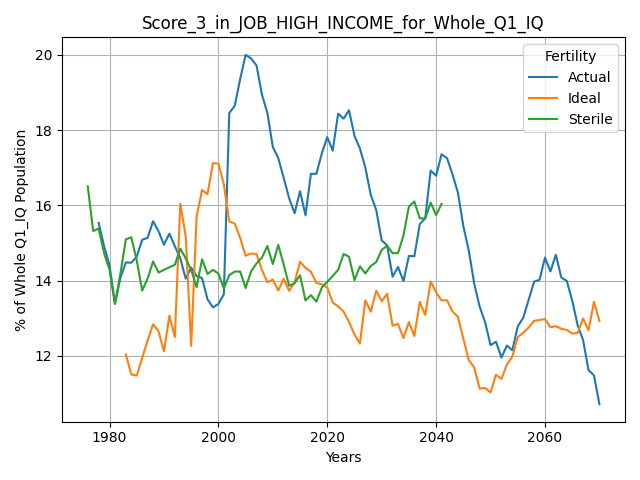 Score_3_in_JOB_HIGH_INCOME_for_Whole_Q1_IQ
% of Whole Q1_IQ Population
20
18
16
14
12
Fertility
Actual
Ideal
Sterile
1980
2000
2020
2040
2060
Years